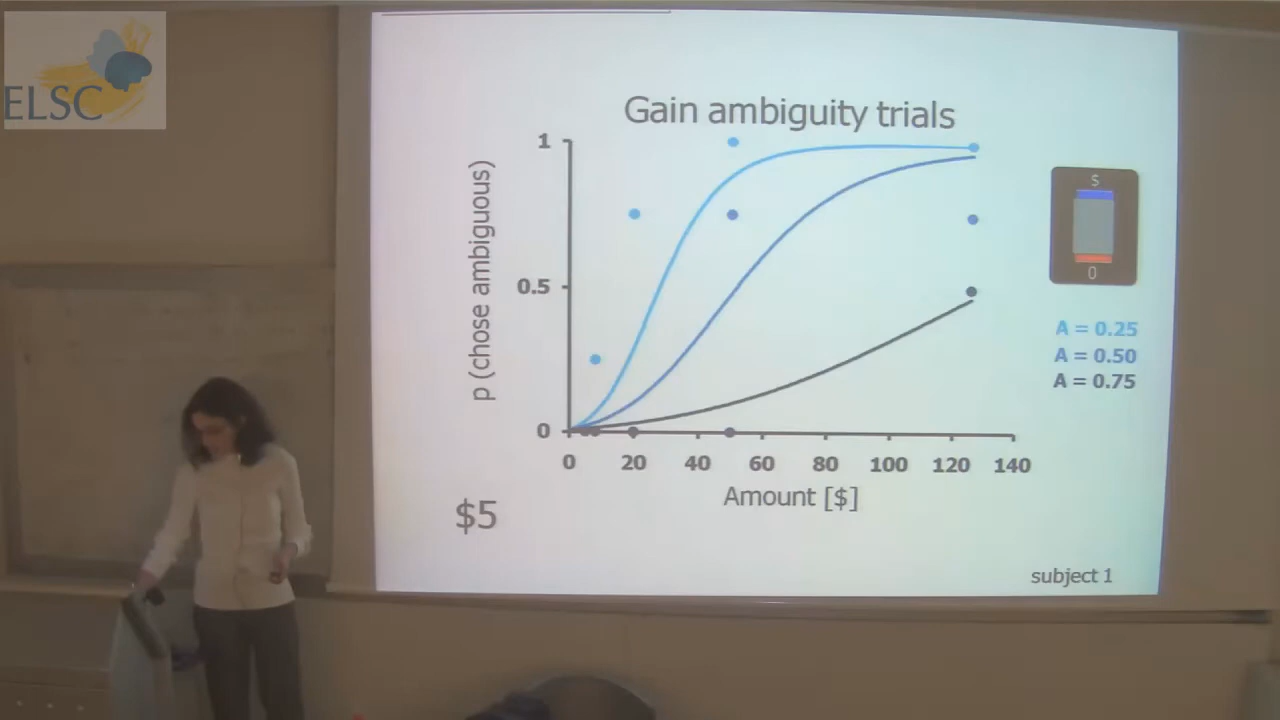 ELSC
Gain ambiguity trials
p (chose ambiguous)
1
0.5
0
0 20 40 60 80 100 120 140
Amount [$]
$
0
A = 0.25
A = 0.50
A = 0.75
$5
subject 1